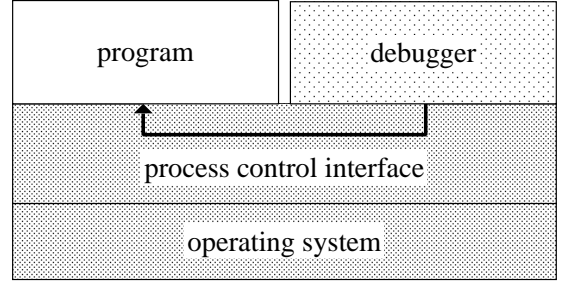 program
debugger
process control interface
operating system